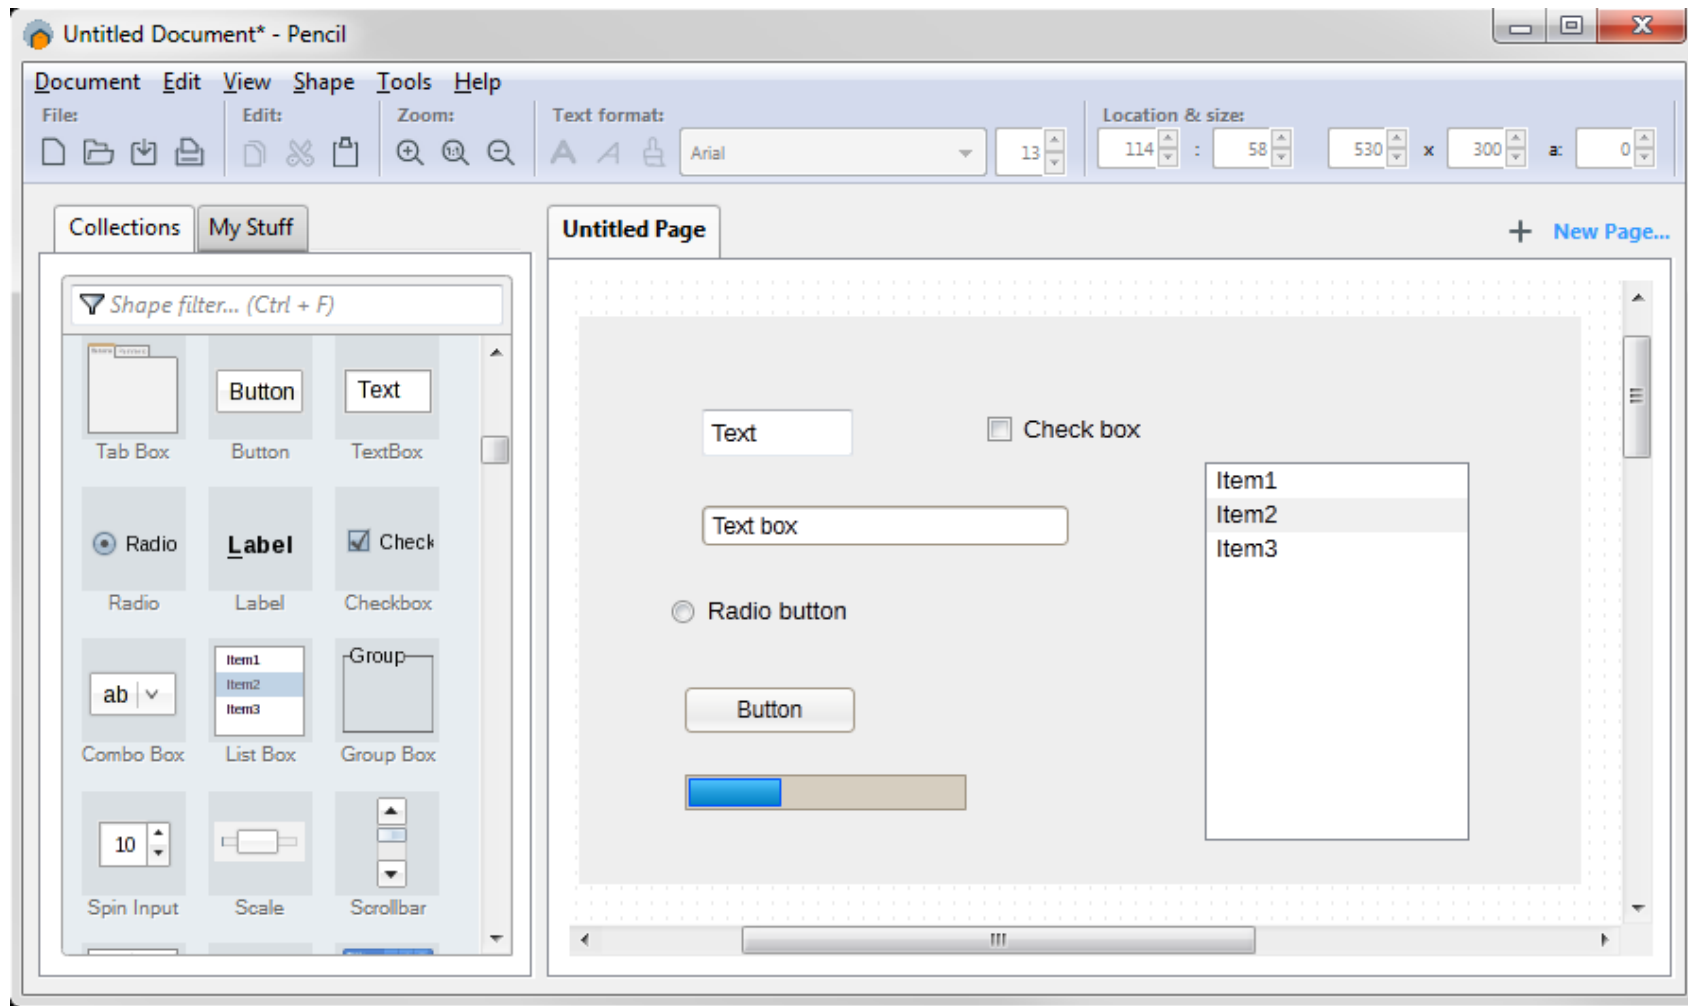 Untitled Document* - Pencil
Document Edit View Shape Tools Help
File: Edit: Zoom: Text format: Location & size:
1:1 A A Arial 13 114 : 58 530 x 300 a: 0
Collections My Stuff
Untitled Page
New Page...
Shape filter... (Ctrl + F)
Button Text
Tab Box Button TextBox
Radio Label Check
Radio Label Checkbox
ab
Item1
Item2
Item3
Group
Combo Box List Box Group Box
10
Spin Input Scale Scrollbar
Text
Check box
Text box
Radio button
Button
Item1
Item2
Item3